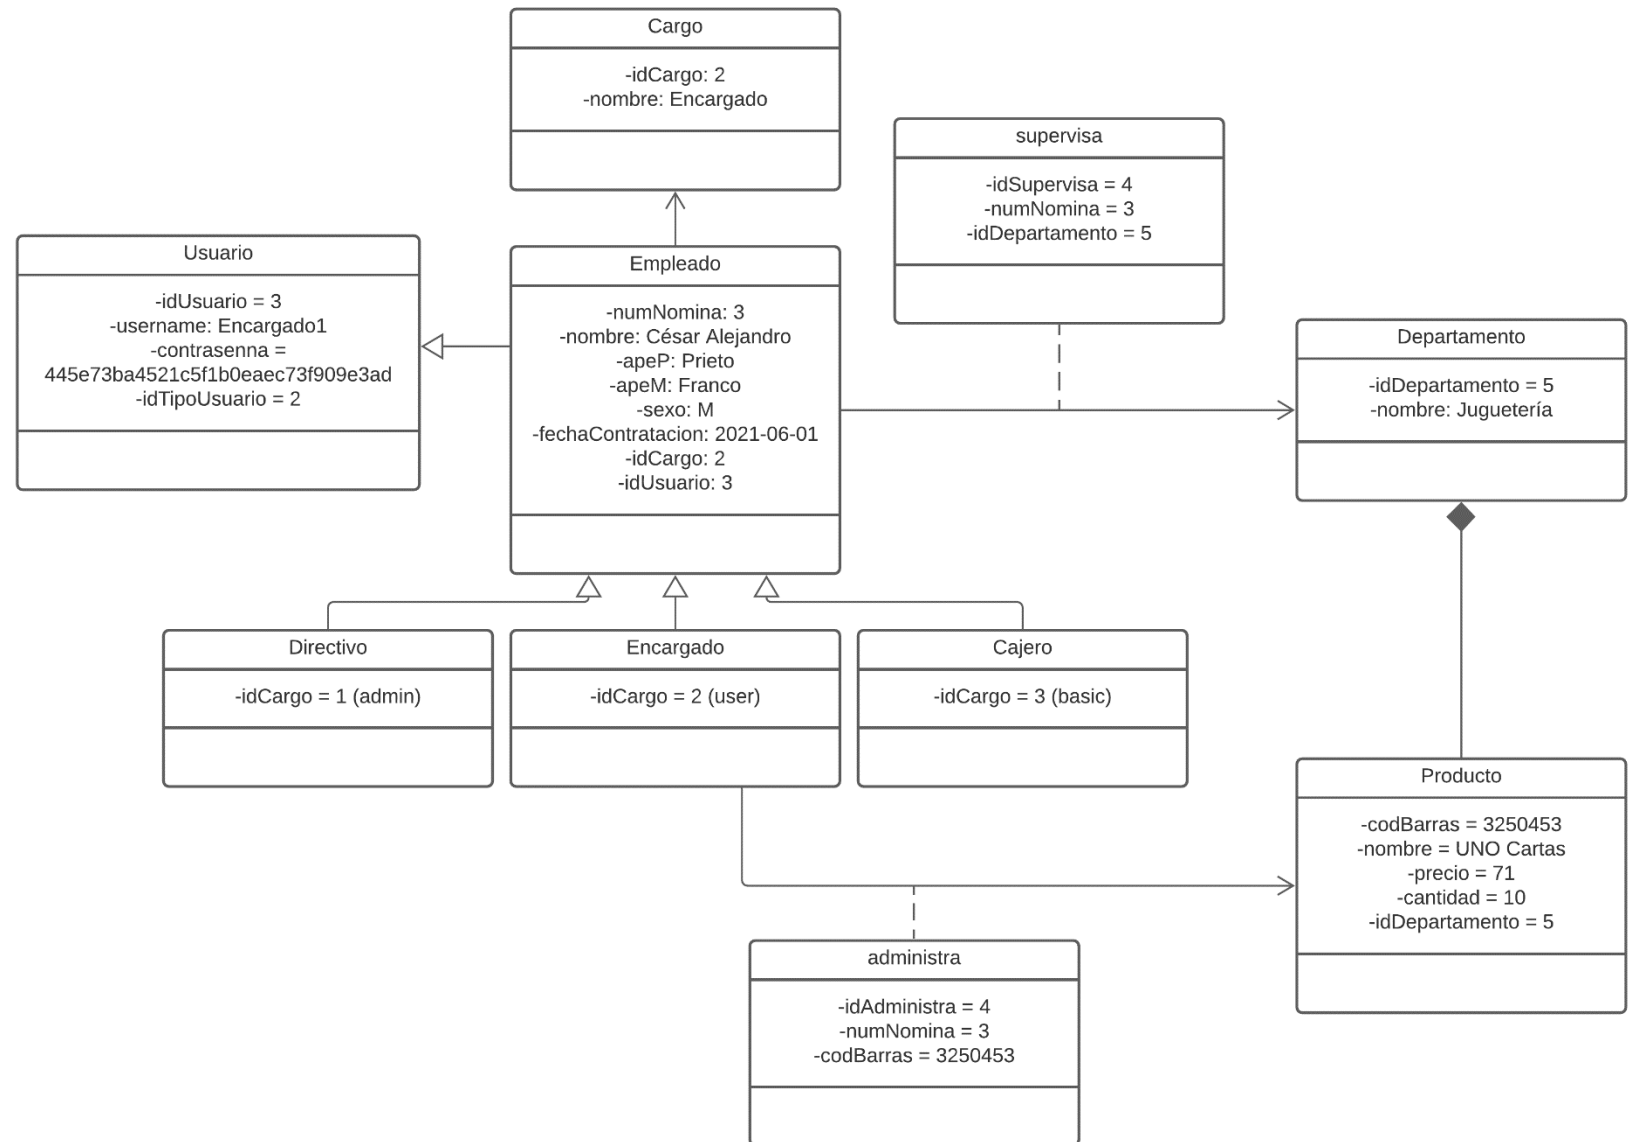 Cargo
-idCargo: 2
-nombre: Encargado
supervisa
-idSupervisa = 4
-numNomina = 3
-idDepartamento = 5
Usuario
-idUsuario = 3
-username: Encargado1
-contrasenna =
445e73ba4521c5f1b0eaec73f909e3ad
-idTipoUsuario = 2
Empleado
-numNomina: 3
-nombre: César Alejandro
-apeP: Prieto
-apeM: Franco
-sexo: M
-fechaContratacion: 2021-06-01
-idCargo: 2
-idUsuario: 3
Departamento
-idDepartamento = 5
-nombre: Juguetería
Directivo
-idCargo = 1 (admin)
Encargado
-idCargo = 2 (user)
Cajero
-idCargo = 3 (basic)
Producto
-codBarras = 3250453
-nombre = UNO Cartas
-precio = 71
-cantidad = 10
-idDepartamento = 5
administra
-idAdministra = 4
-numNomina = 3
-codBarras = 3250453